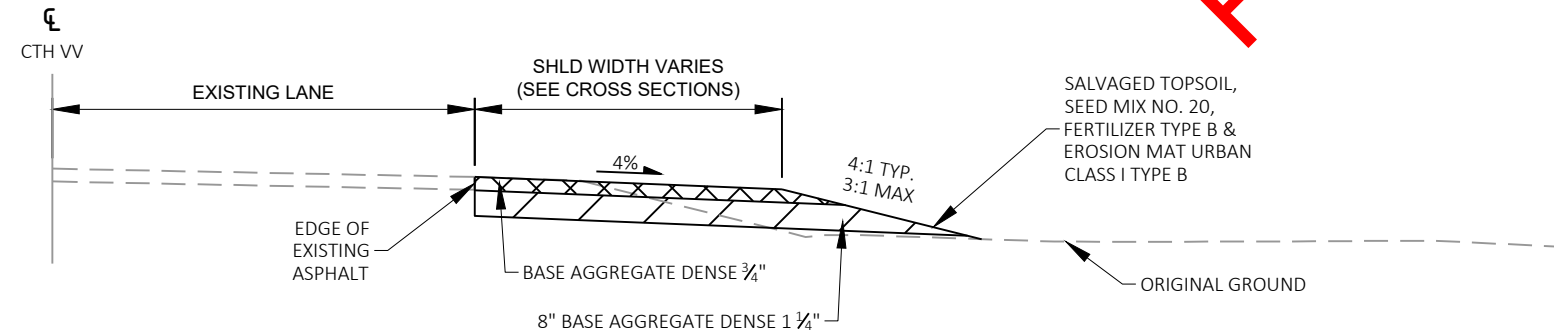 ℄
CTH VV
EXISTING LANE
SHLD WIDTH VARIES
(SEE CROSS SECTIONS)
SALVAGED TOPSOIL,
SEED MIX NO. 20,
FERTILIZER TYPE B &
EROSION MAT URBAN
CLASS I TYPE B
4%
4:1 TYP.
3:1 MAX
EDGE OF
EXISTING
ASPHALT
BASE AGGREGATE DENSE ¾"
8" BASE AGGREGATE DENSE 1 ¼"
ORIGINAL GROUND